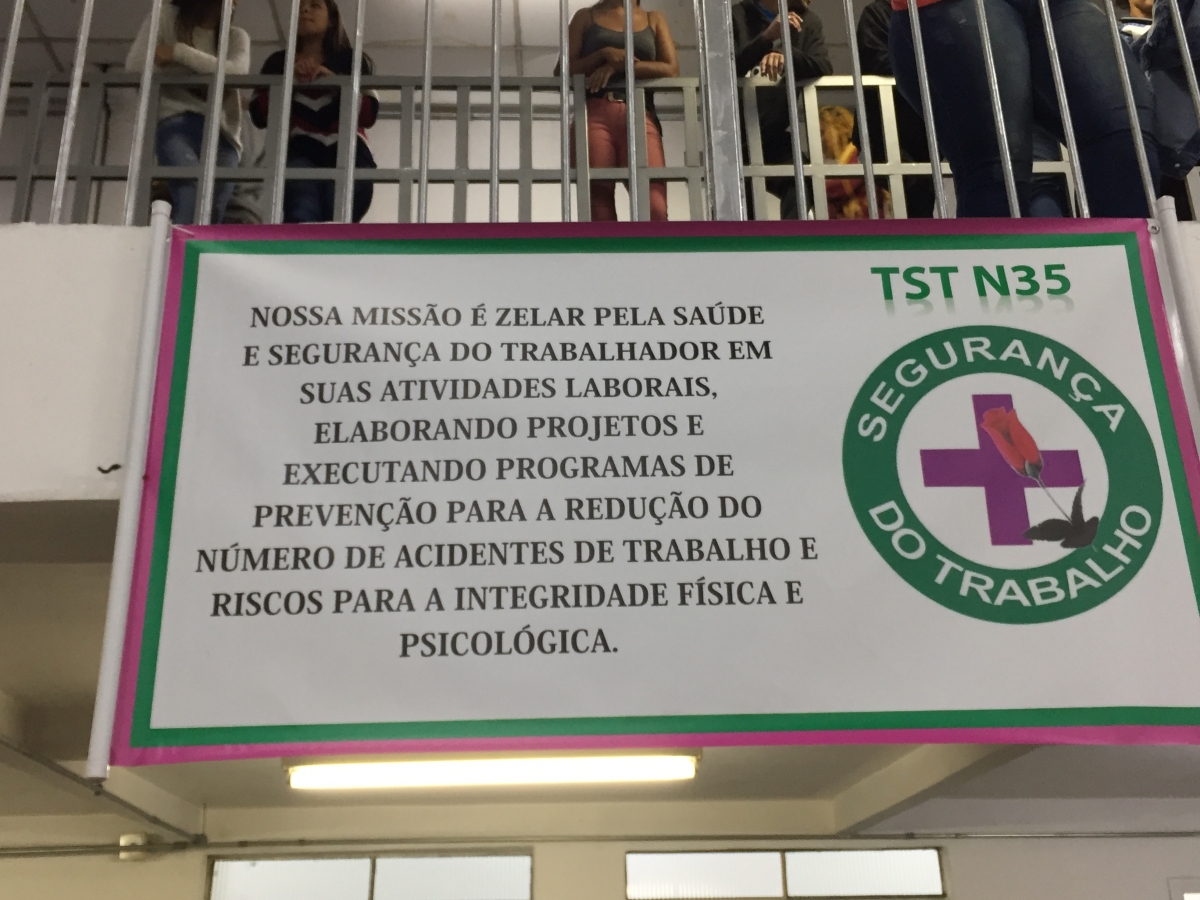 NOSSA MISSÃO É ZELAR PELA SAÚDE
E SEGURANÇA DO TRABALHADOR EM
SUAS ATIVIDADES LABORAIS,
ELABORANDO PROJETOS E
EXECUTANDO PROGRAMAS DE
PREVENÇÃO PARA A REDUÇÃO DO
NÚMERO DE ACIDENTES DE TRABALHO E
RISCOS PARA A INTEGRIDADE FÍSICA E
PSICOLÓGICA.
TST N35
SEGURANÇA
DO TRABALHO